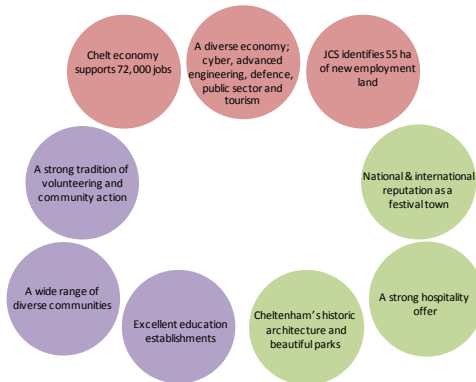 Chelt economy
supports 72,000 jobs
A diverse economy;
cyber, advanced
engineering, defence,
public sector and
tourism
JCS identifies 55 ha
of new employment
land
A strong tradition of
volunteering and
community action
National & international
reputation as a
festival town
A wide range of
diverse communities
Excellent education
establishments
Cheltenham's historic
architecture and
beautiful parks
A strong hospitality
offer